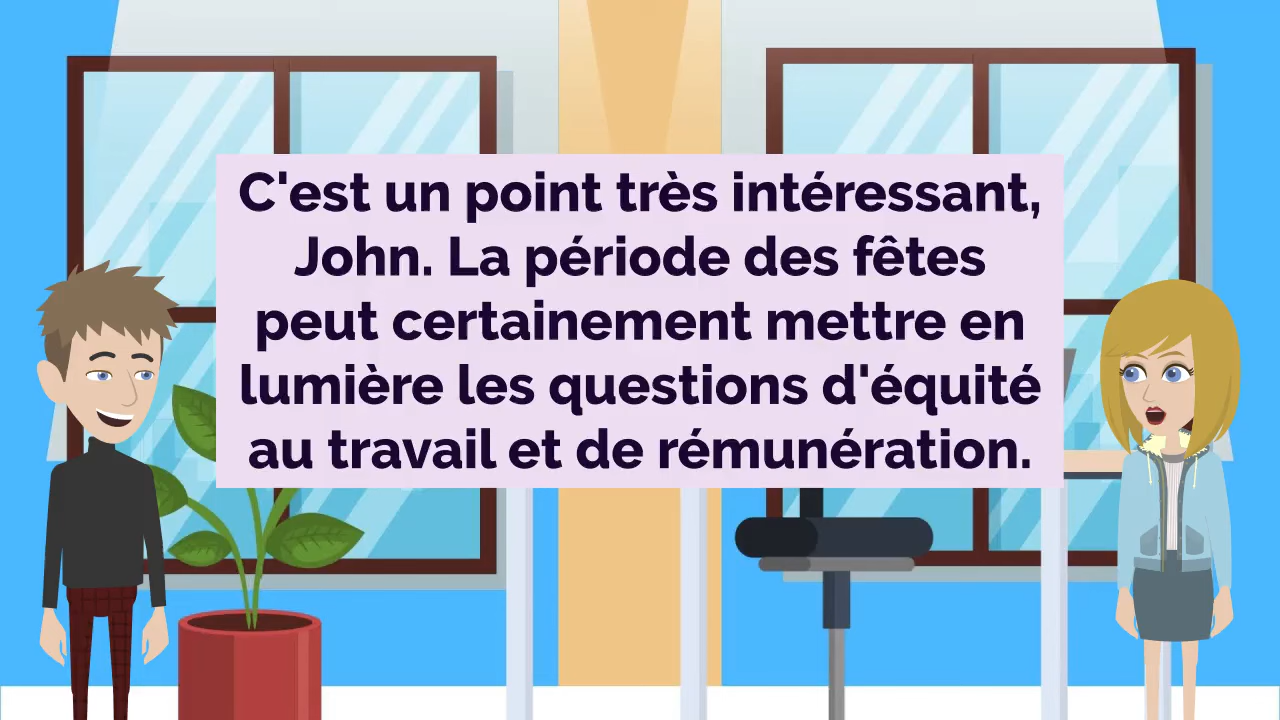 C'est un point très intéressant,
John. La période des fêtes
peut certainement mettre en
lumière les questions d'équité
au travail et de rémunération.